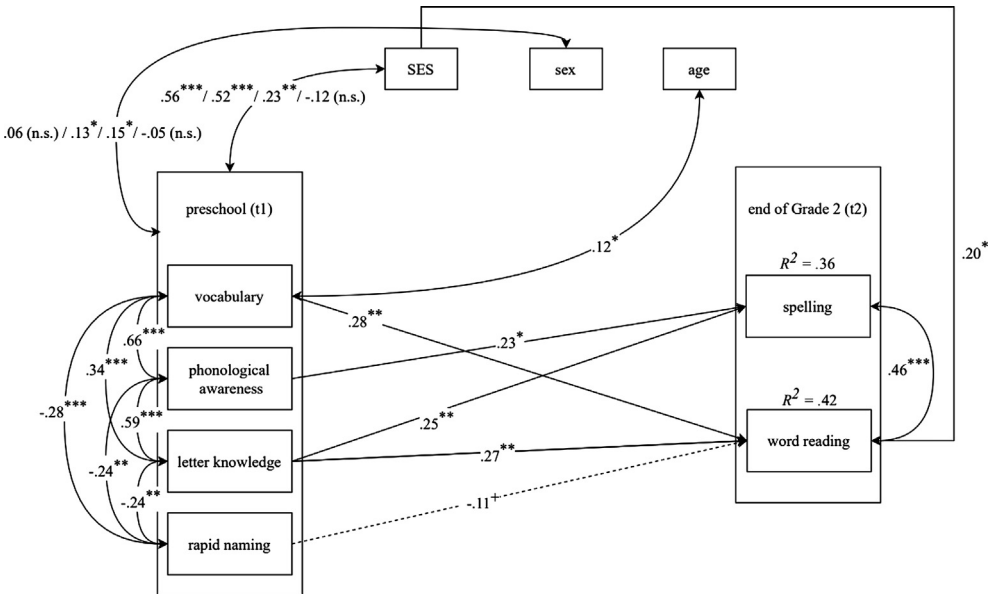 SES
sex
age
.56***/ .52***/ .23**/ -.12 (n.s.)
.06 (n.s.) / .13*/ .15*/ -.05 (n.s.)
preschool (t1)
end of Grade 2 (t2)
.12*
.20*
R² = .36
vocabulary
spelling
.28**
.66***
.23*
phonological
awareness
.34***
.46***
R² = .42
-.28***
.59***
.25**
word reading
letter knowledge
.27**
-.24**
-.24**
-.11+
rapid naming